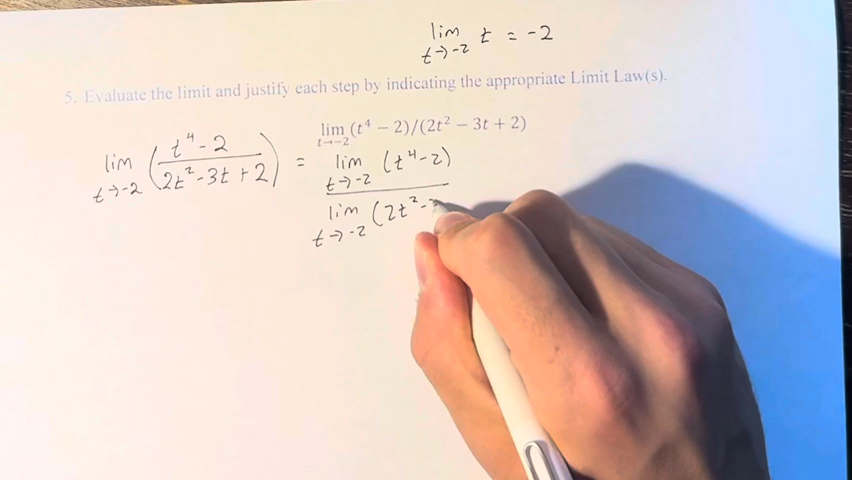 lim t = -2
t→-2
5. Evaluate the limit and justify each step by indicating the appropriate Limit Law(s).
lim (t⁴ − 2)/(2t² − 3t + 2)
t→−2
lim (t⁴-2 / 2t²-3t+2) = lim (t⁴-2)
t→-2 t→-2
lim (2t²-
t→-2